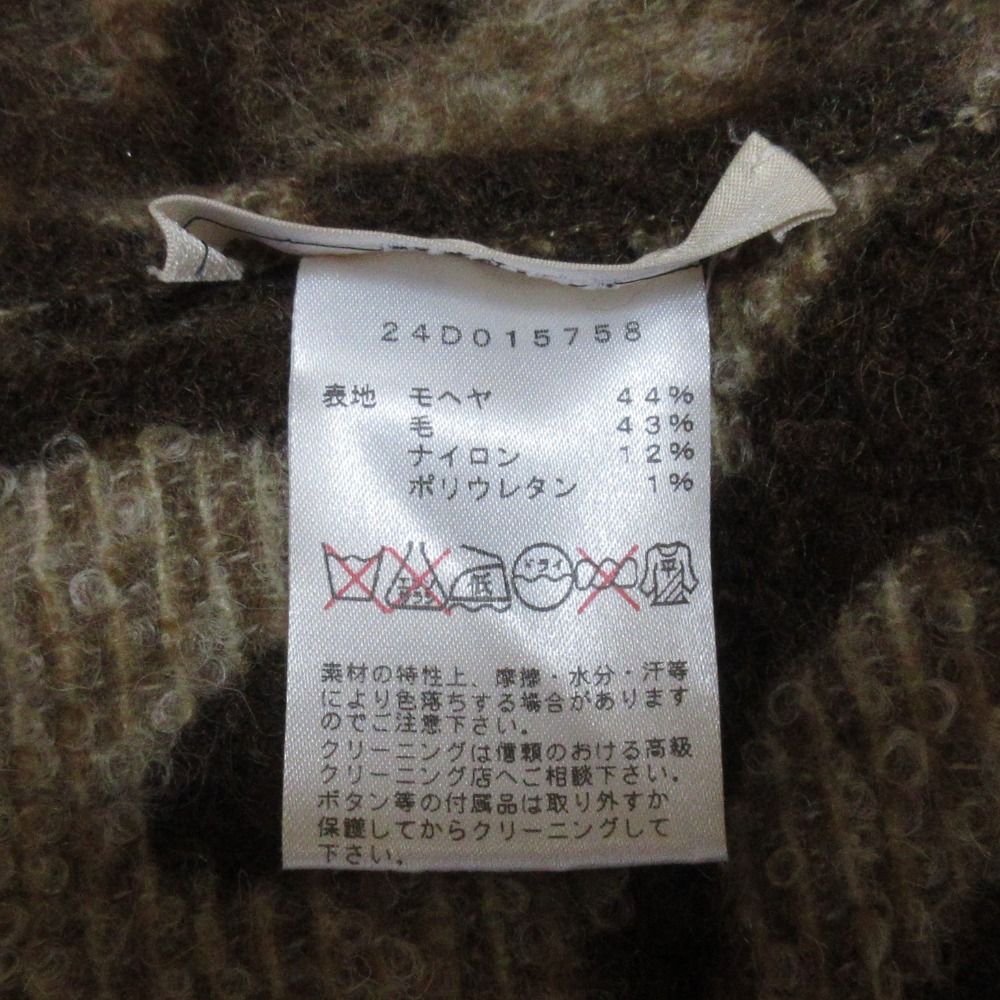 24D015758
表地 モヘヤ 44%
毛 43%
ナイロン 12%
ポリウレタン 1%
エンソ 低 ドライ 平
素材の特性上、摩擦・水分・汗等
により色落ちする場合があります
のでご注意下さい。
クリーニングは信頼のおける高級
クリーニング店へご相談下さい。
ボタン等の付属品は取り外すか
保護してからクリーニングして
下さい。